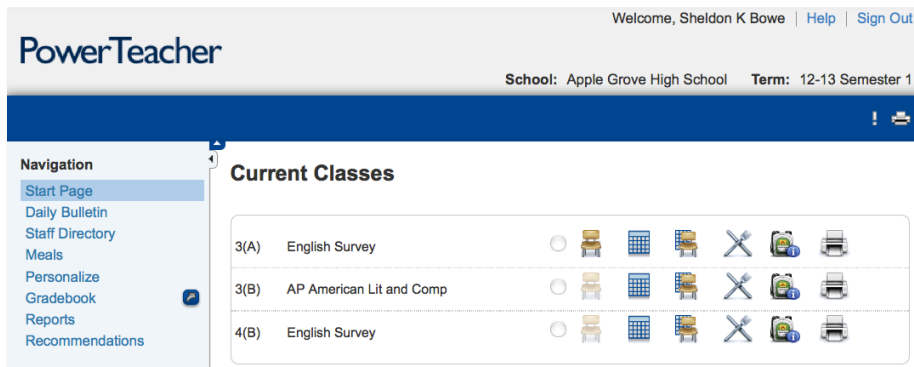 Welcome, Sheldon K Bowe | Help | Sign Out
PowerTeacher
School: Apple Grove High School Term: 12-13 Semester 1
Navigation
Start Page
Daily Bulletin
Staff Directory
Meals
Personalize
Gradebook
Reports
Recommendations
Current Classes
3(A) English Survey
3(B) AP American Lit and Comp
4(B) English Survey